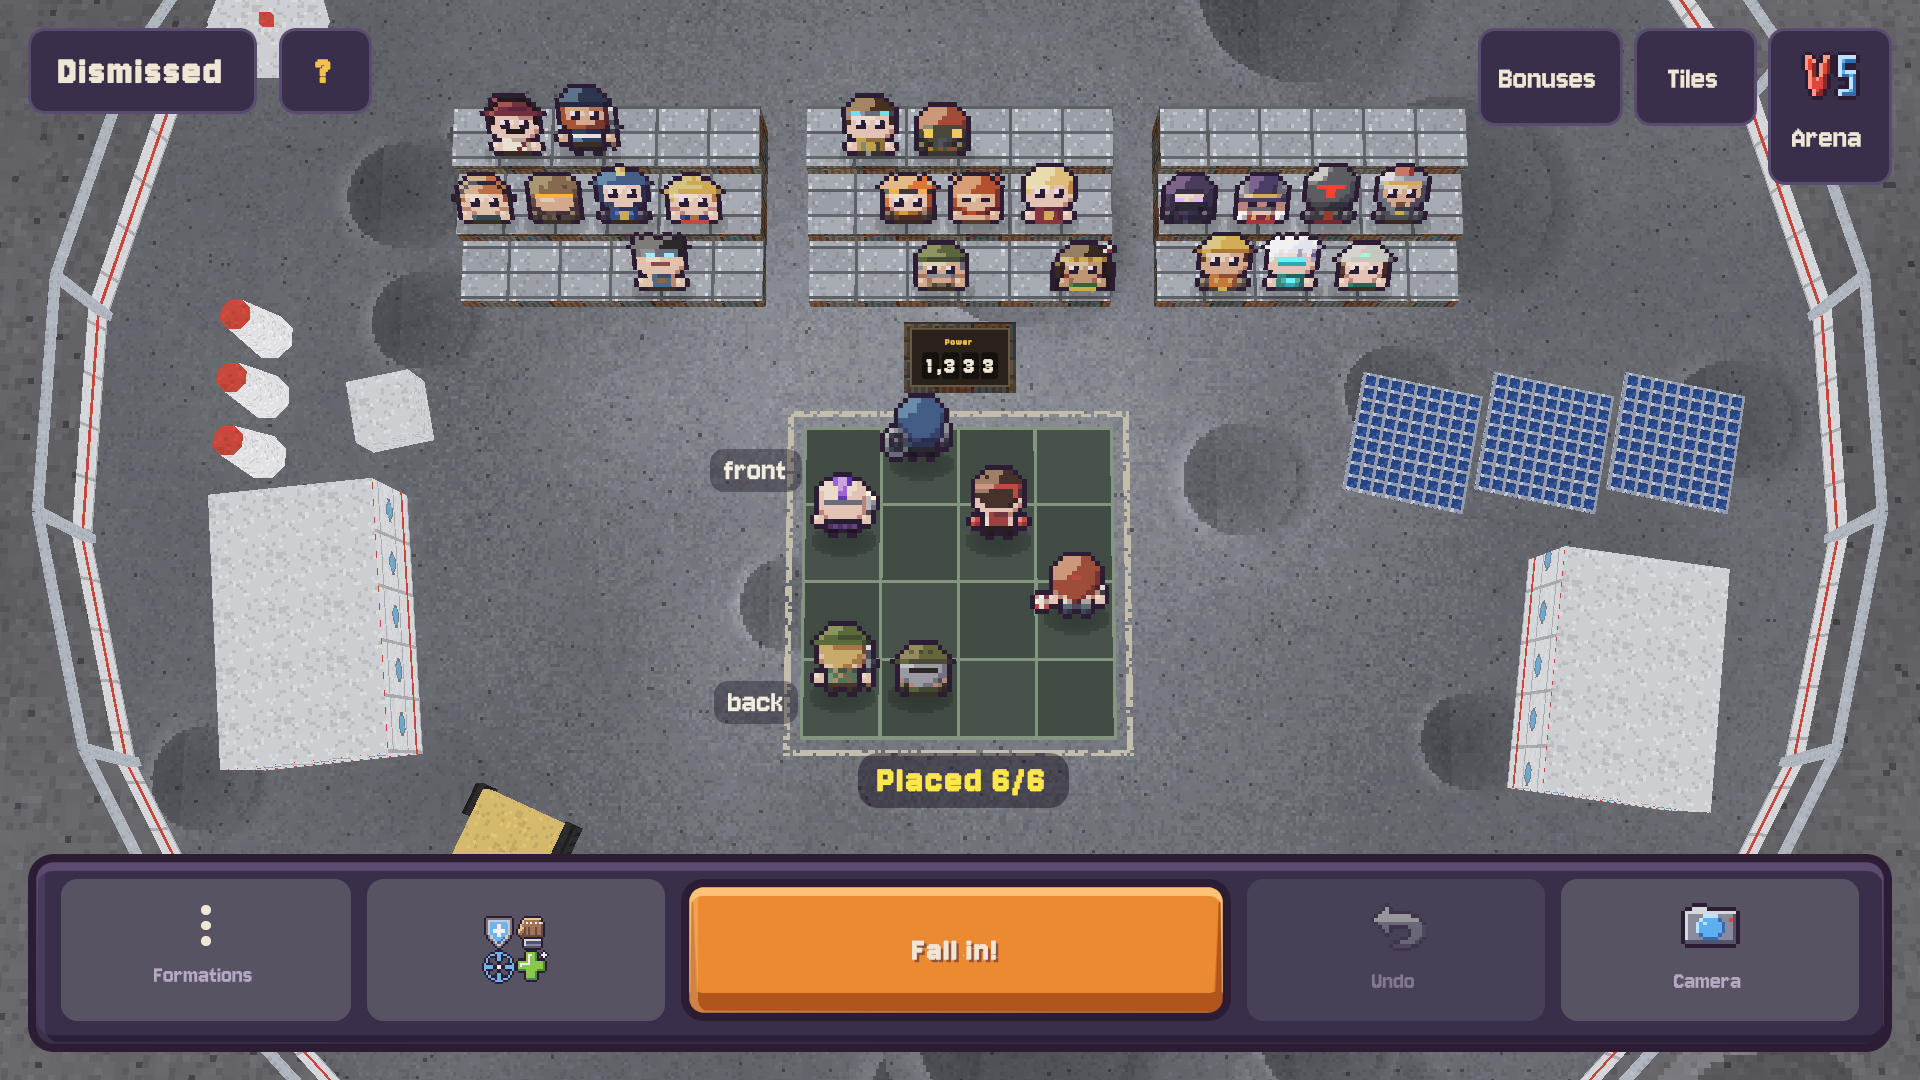 Dismissed
?
Bonuses
Tiles
VS
Arena
Power
1,333
front
back
Placed 6/6
Formations
Fall in!
Undo
Camera